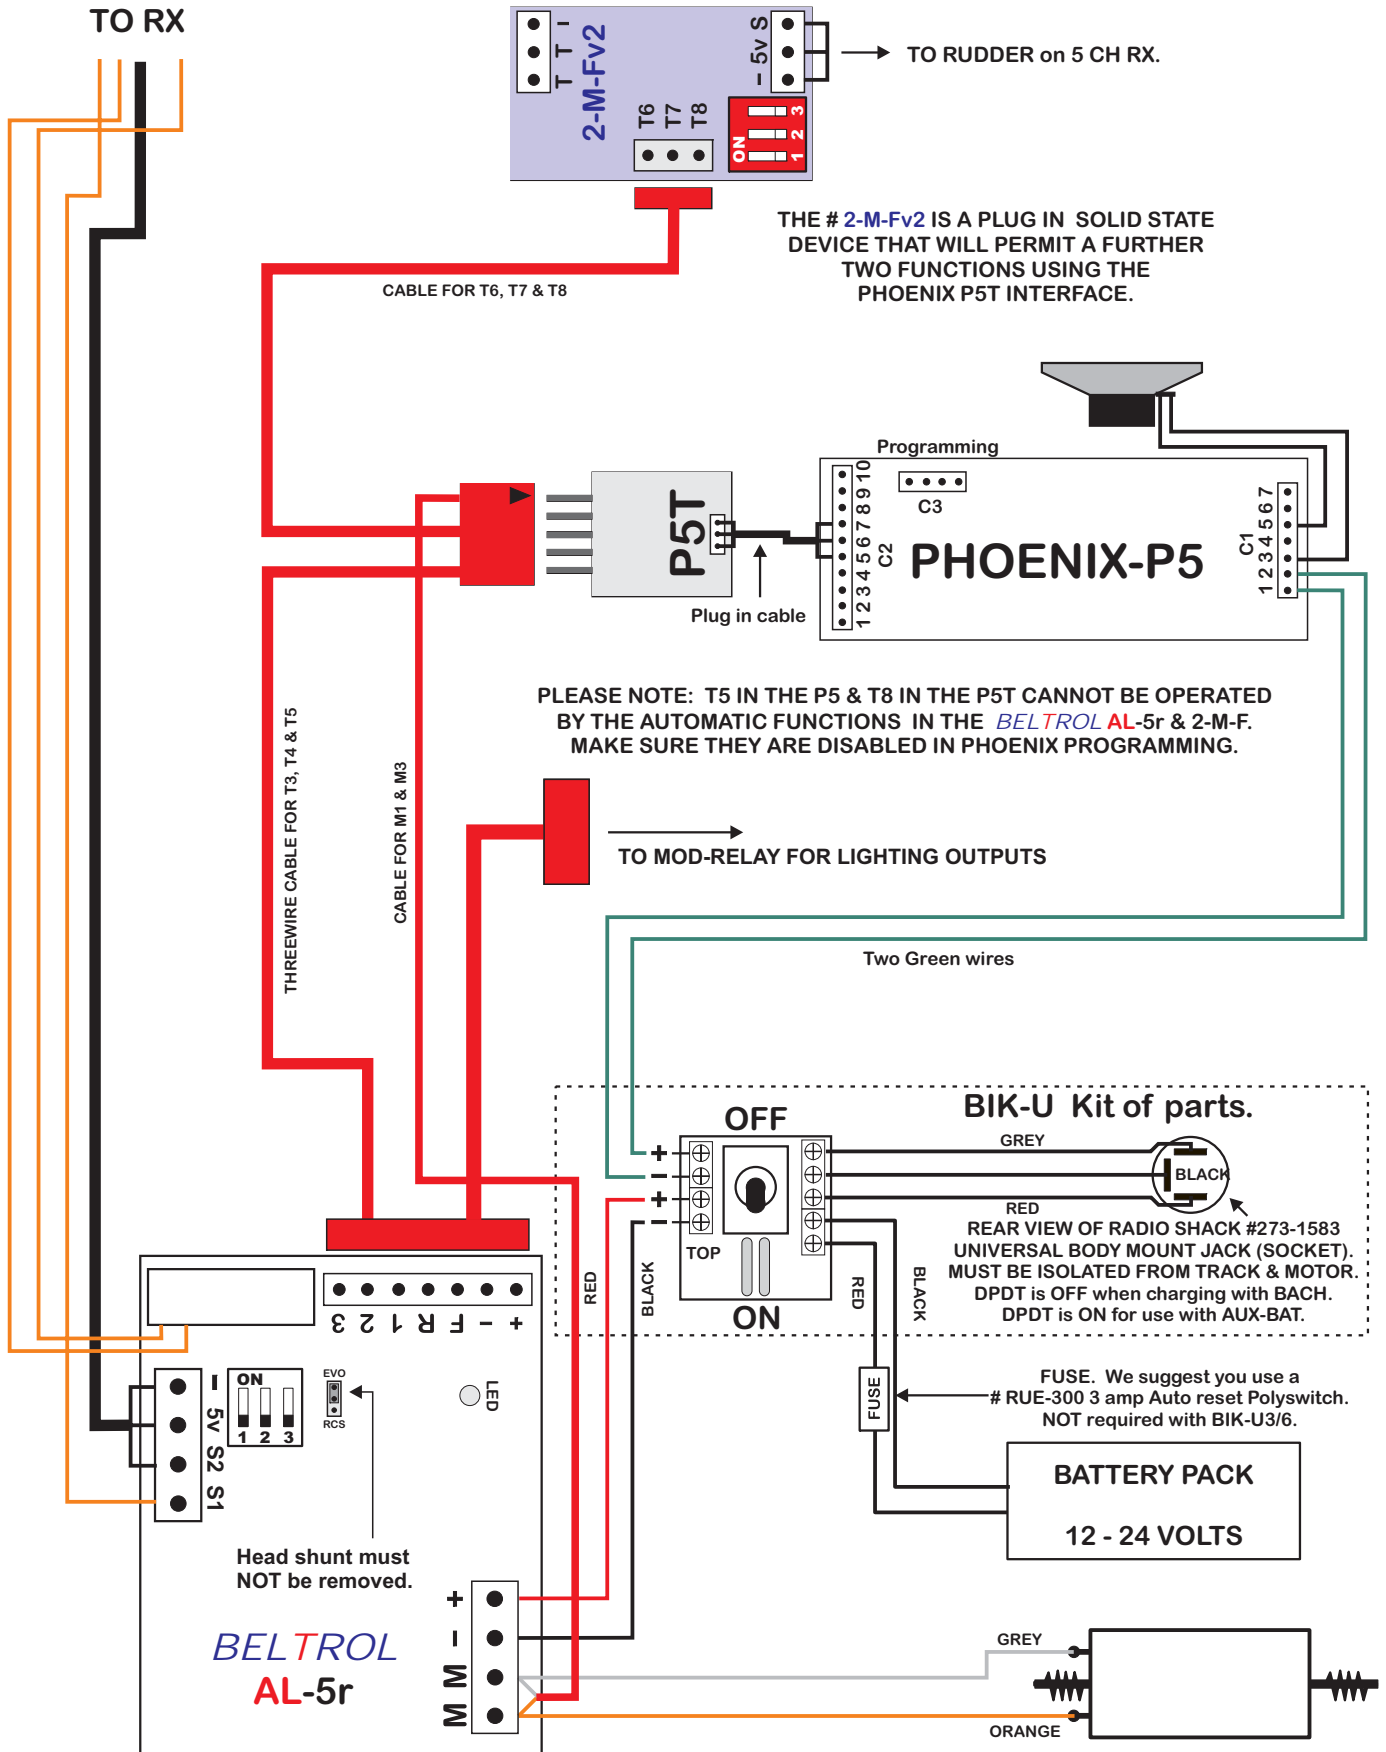 TO RX
I
T
T
2-M-Fv2
T6
T7
T8
S
5v
–
ON
1 2 3
TO RUDDER on 5 CH RX.
THE # 2-M-Fv2 IS A PLUG IN SOLID STATE
DEVICE THAT WILL PERMIT A FURTHER
TWO FUNCTIONS USING THE
PHOENIX P5T INTERFACE.
CABLE FOR T6, T7 & T8
Programming
C3
P5T
1 2 3 4 5 6 7 8 9 10
C2
PHOENIX-P5
C1
1 2 3 4 5 6 7
Plug in cable
PLEASE NOTE: T5 IN THE P5 & T8 IN THE P5T CANNOT BE OPERATED
BY THE AUTOMATIC FUNCTIONS IN THE BELTROL AL-5r & 2-M-F.
MAKE SURE THEY ARE DISABLED IN PHOENIX PROGRAMMING.
THREEWIRE CABLE FOR T3, T4 & T5
CABLE FOR M1 & M3
TO MOD-RELAY FOR LIGHTING OUTPUTS
Two Green wires
BIK-U Kit of parts.
OFF
GREY
BLACK
RED
+
–
+
–
TOP
ON
REAR VIEW OF RADIO SHACK #273-1583
UNIVERSAL BODY MOUNT JACK (SOCKET).
MUST BE ISOLATED FROM TRACK & MOTOR.
DPDT is OFF when charging with BACH.
DPDT is ON for use with AUX-BAT.
RED
BLACK
RED
BLACK
3 2 1 R F – +
EVO
RCS
LED
ON
1 2 3
–
5v
S2
S1
FUSE
FUSE. We suggest you use a
# RUE-300 3 amp Auto reset Polyswitch.
NOT required with BIK-U3/6.
BATTERY PACK
12 - 24 VOLTS
Head shunt must
NOT be removed.
BELTROL
AL-5r
+
–
M
M
GREY
ORANGE